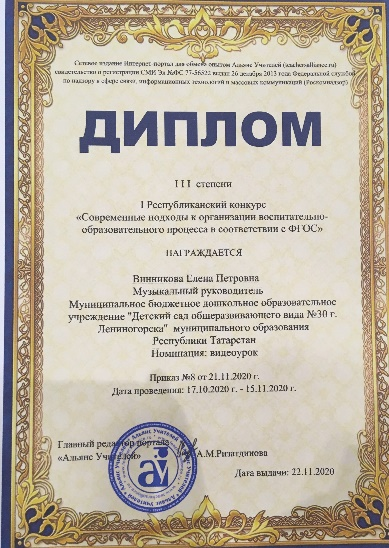 Сетевое издание Интернет-портал для обмена опытом Альянс Учителей (teachersalliance.ru)
свидетельство о регистрации СМИ Эл №ФС 77-56522 выдан 26 декабря 2013 года Федеральной службой
по надзору в сфере связи, информационных технологий и массовых коммуникаций (Роскомнадзор)
ДИПЛОМ
III степени
I Республиканский конкурс
«Современные подходы к организации воспитательно-
образовательного процесса в соответствии с ФГОС»
НАГРАЖДАЕТСЯ
Винникова Елена Петровна
Музыкальный руководитель
Муниципальное бюджетное дошкольное образовательное
учреждение "Детский сад общеразвивающего вида №30 г.
Лениногорска" муниципального образования
Республики Татарстан
Номинация: видеоурок
Приказ №8 от 21.11.2020 г.
Дата проведения: 17.10.2020 г. - 15.11.2020 г.
Главный редактор портала
«Альянс Учителей» А.М.Ризатдинова
Дата выдачи: 22.11.2020